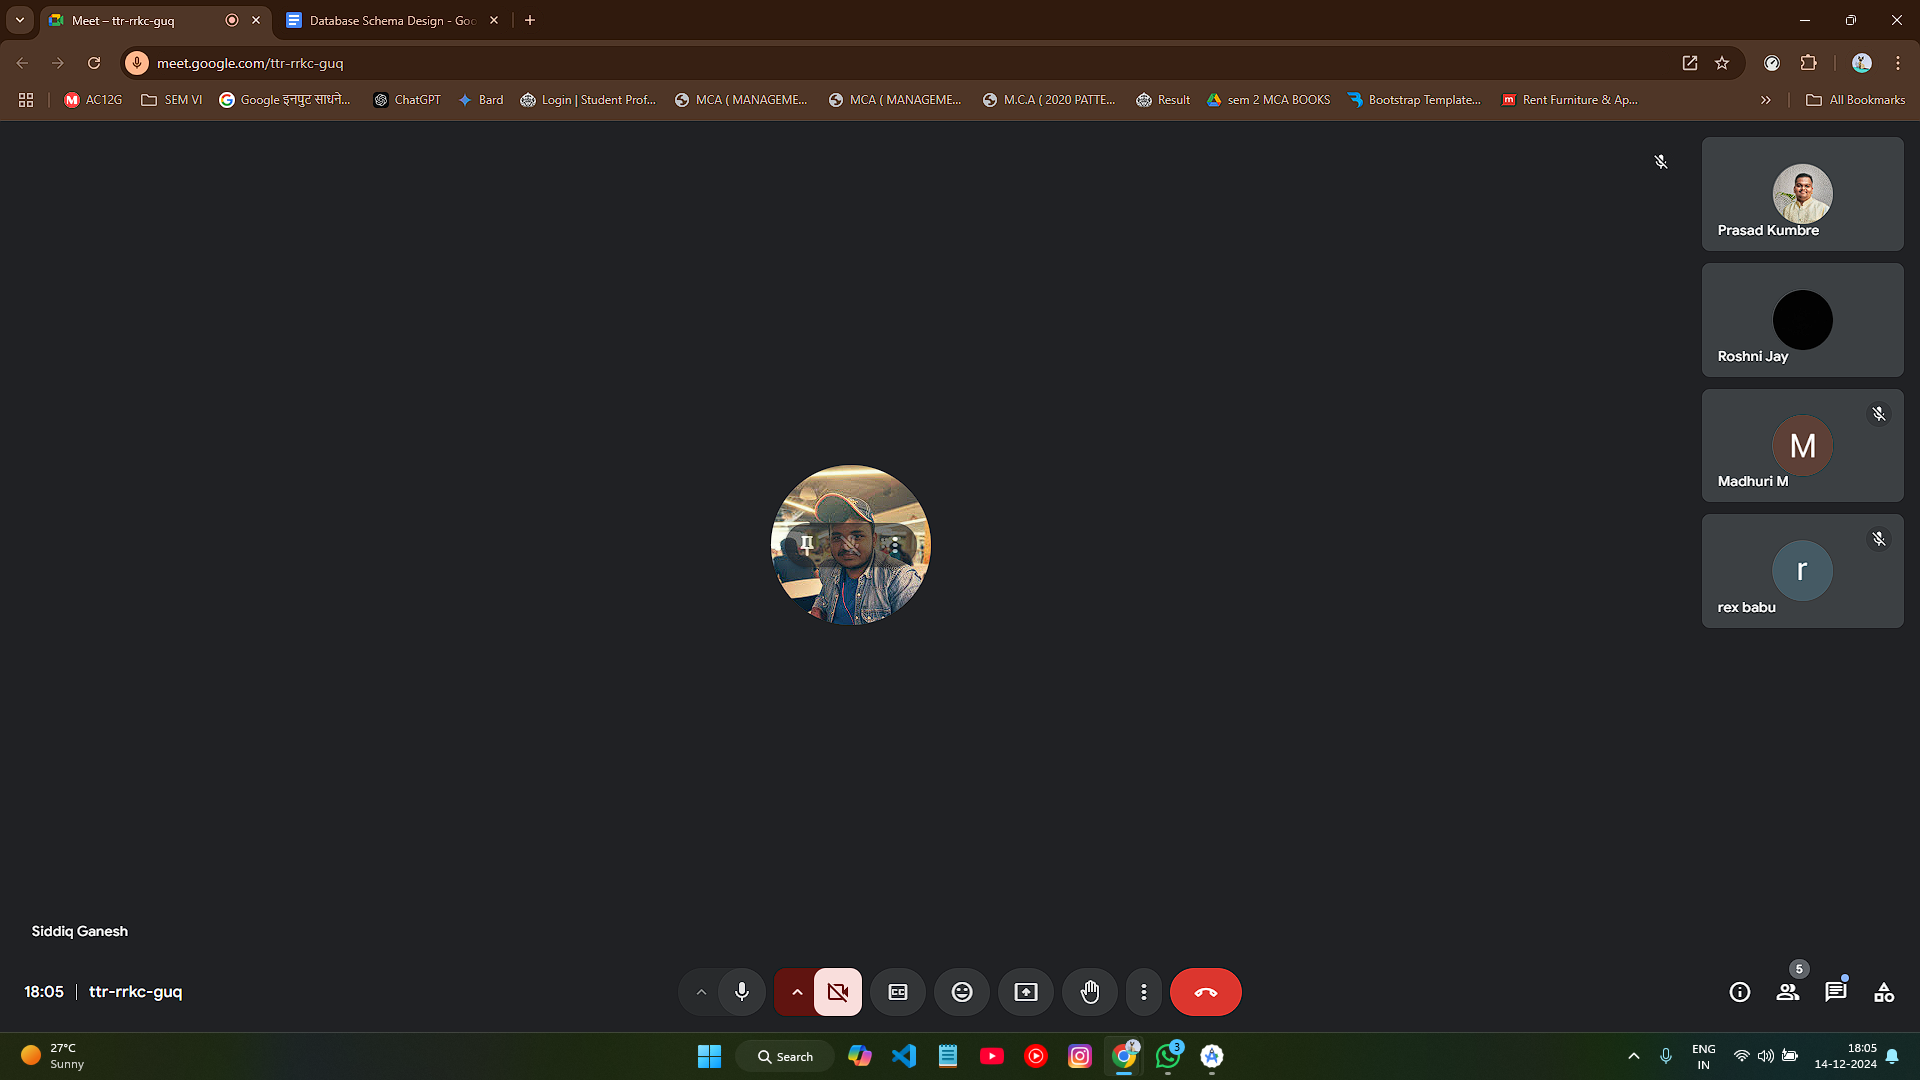 Meet – ttr-rrkc-guq
Database Schema Design - Goo
meet.google.com/ttr-rrkc-guq
AC12G
SEM VI
Google इनपुट साधने...
ChatGPT
Bard
Login | Student Prof...
MCA ( MANAGEME...
MCA ( MANAGEME...
M.C.A ( 2020 PATTE...
Result
sem 2 MCA BOOKS
Bootstrap Template...
m
Rent Furniture & Ap...
All Bookmarks
Prasad Kumbre
Roshni Jay
M
Madhuri M
r
rex babu
Siddiq Ganesh
18:05 | ttr-rrkc-guq
CC
5
27°C
Sunny
Search
3
ENG
IN
18:05
14-12-2024